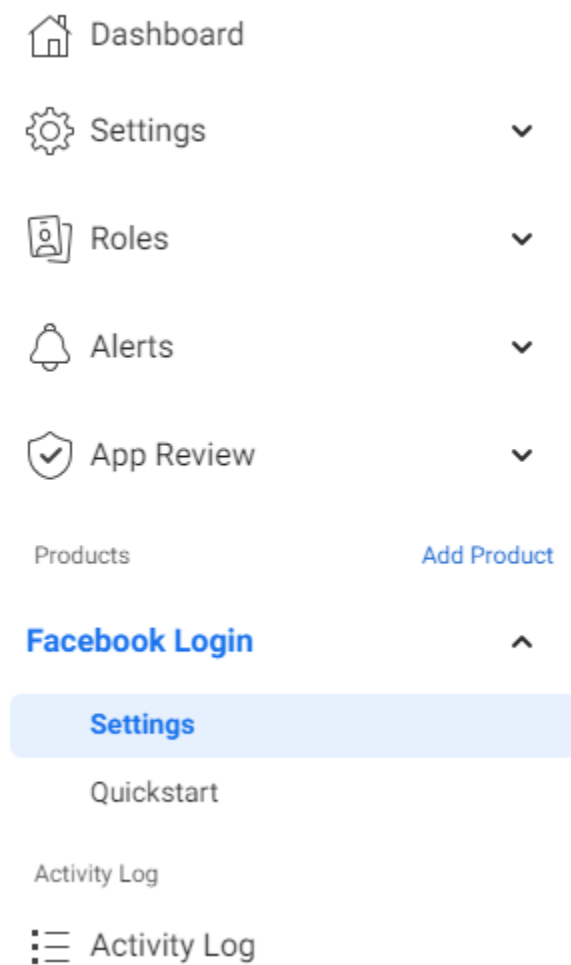 Dashboard
Settings
Roles
Alerts
App Review
Products Add Product
Facebook Login
Settings
Quickstart
Activity Log
Activity Log